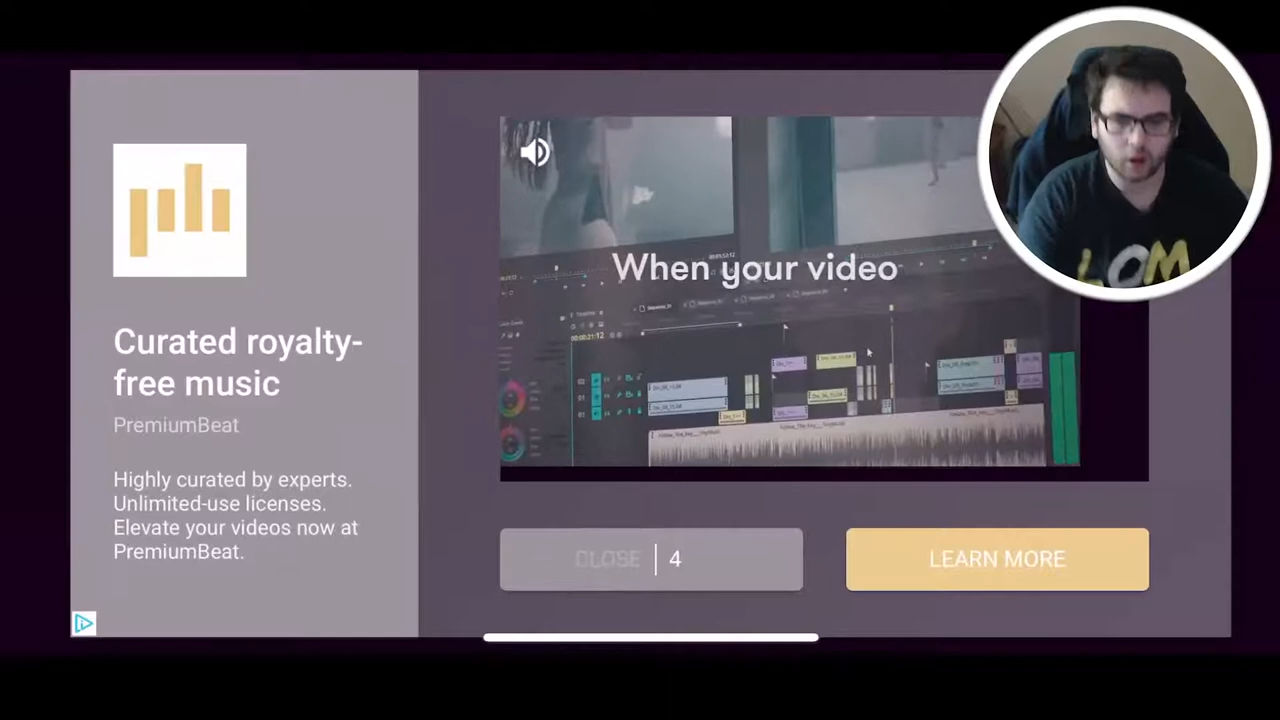 Curated royalty-
free music
PremiumBeat
Highly curated by experts.
Unlimited-use licenses.
Elevate your videos now at
PremiumBeat.
When your video
CLOSE | 4
LEARN MORE
LOM